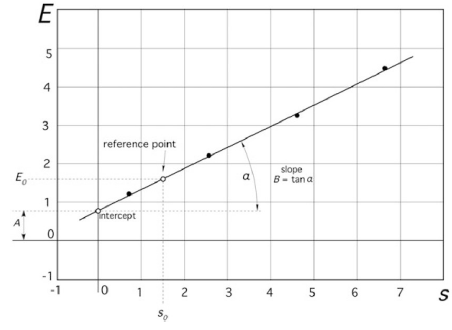 E
5
4
reference point
3
α
slope
B = tan α
2
E₀
1
intercept
A
0
-1
-1 0 1 2 3 4 5 6 7 S
s₀